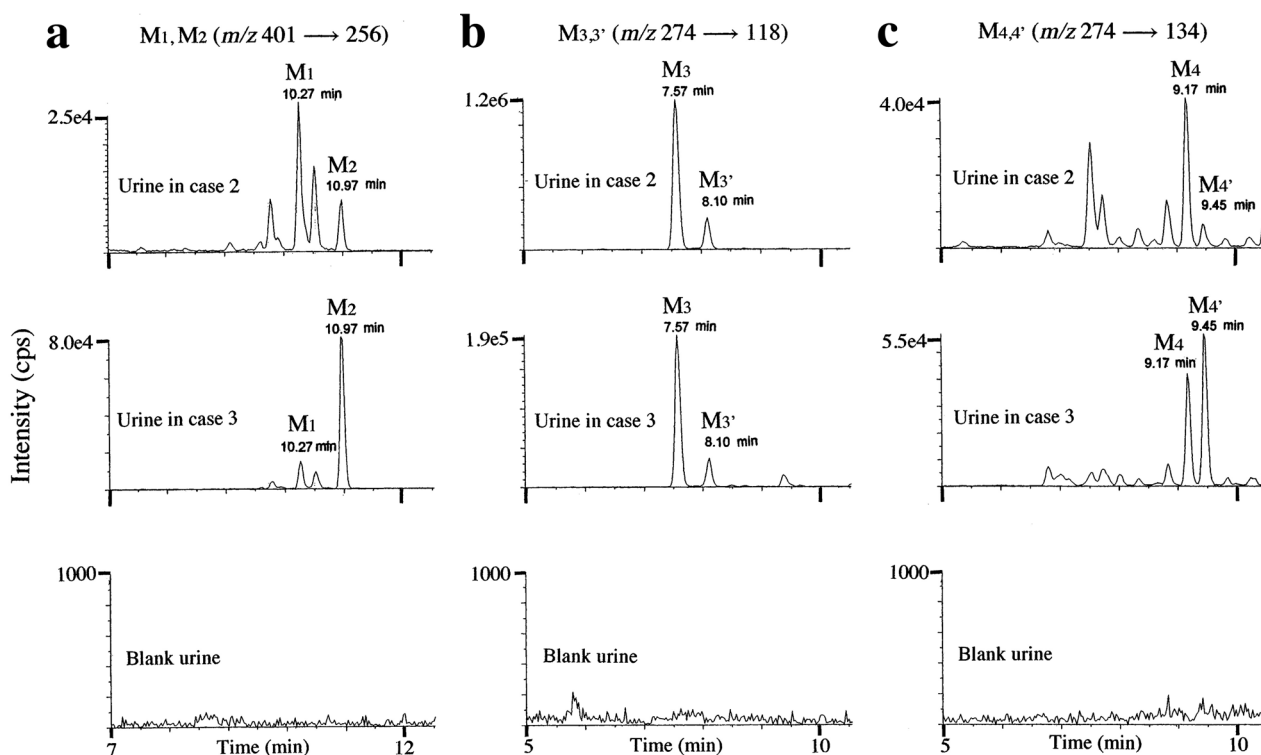 a M1, M2 (m/z 401 → 256)
M1
10.27 min
2.5e4
M2
10.97 min
Urine in case 2
M2
10.97 min
8.0e4
Urine in case 3
M1
10.27 min
1000
Blank urine
7 Time (min) 12
b M3,3' (m/z 274 → 118)
M3
7.57 min
1.2e6
M3'
8.10 min
Urine in case 2
M3
7.57 min
1.9e5
Urine in case 3
M3'
8.10 min
1000
Blank urine
5 Time (min) 10
c M4,4' (m/z 274 → 134)
M4
9.17 min
4.0e4
Urine in case 2
M4'
9.45 min
M4'
9.45 min
5.5e4
M4
9.17 min
Urine in case 3
1000
Blank urine
5 Time (min) 10
Intensity (cps)